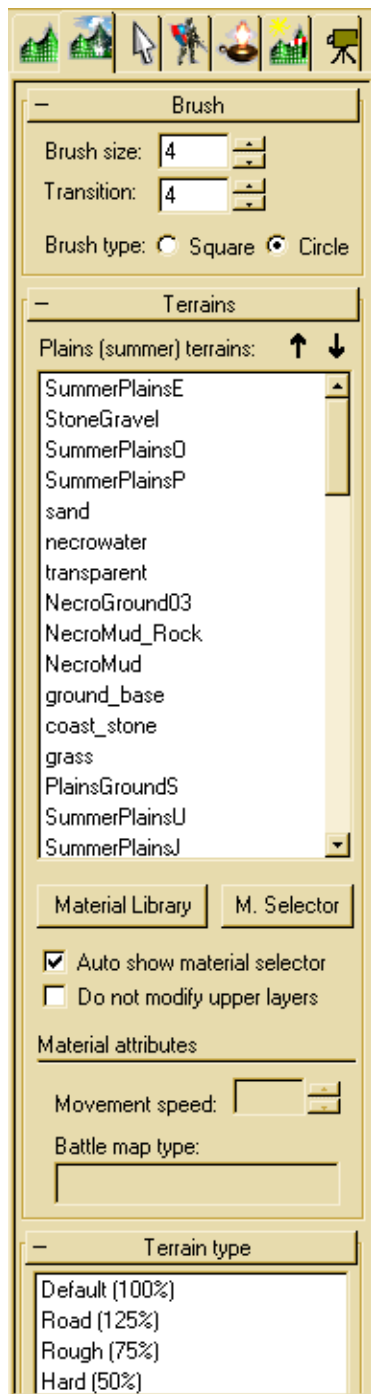 Brush
Brush size: 4
Transition: 4
Brush type: Square Circle
Terrains
Plains (summer) terrains:
SummerPlainsE
StoneGravel
SummerPlainsO
SummerPlainsP
sand
necrowater
transparent
NecroGround03
NecroMud_Rock
NecroMud
ground_base
coast_stone
grass
PlainsGroundS
SummerPlainsU
SummerPlainsJ
Material Library M. Selector
Auto show material selector
Do not modify upper layers
Material attributes
Movement speed:
Battle map type:
Terrain type
Default (100%)
Road (125%)
Rough (75%)
Hard (50%)